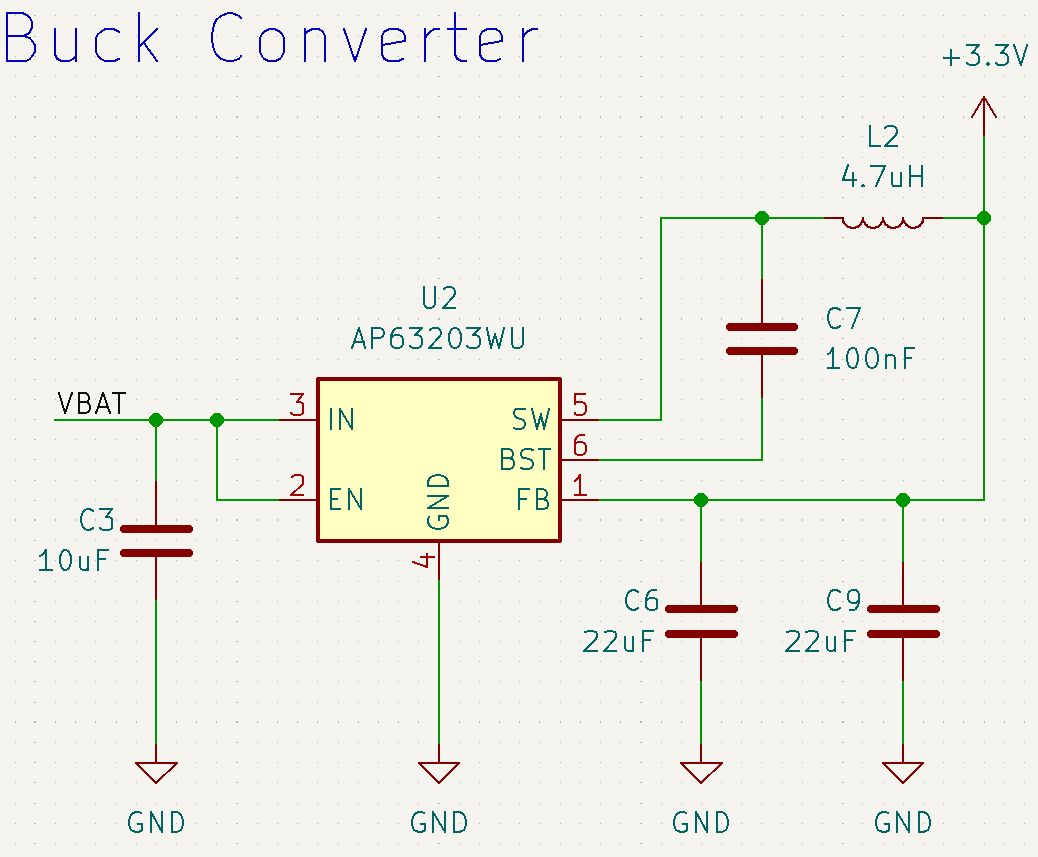 Buck Converter
+3.3V
L2
4.7uH
U2
AP63203WU
C7
100nF
VBAT
3
IN
SW
5
BST
6
2
EN
GND
FB
1
4
C3
10uF
C6
22uF
C9
22uF
GND
GND
GND
GND